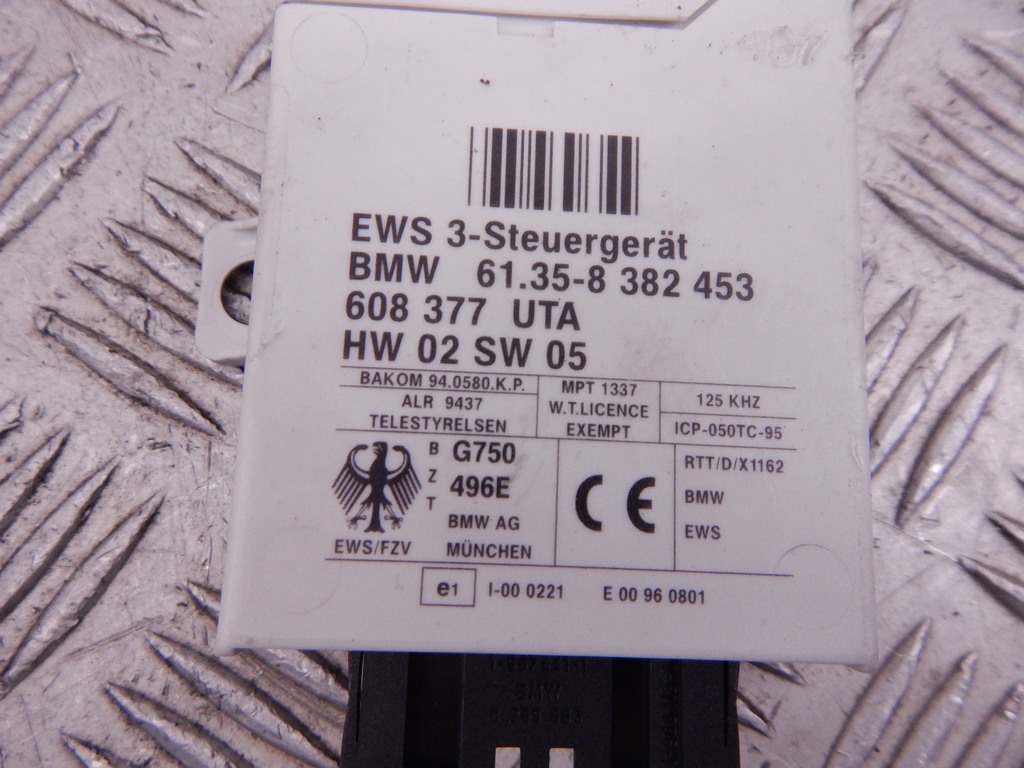 EWS 3-Steuergerät
BMW 61.35-8 382 453
608 377 UTA
HW 02 SW 05
BAKOM 94.0580.K.P.
ALR 9437
TELESTYRELSEN
MPT 1337
W.T.LICENCE
EXEMPT
125 KHZ
ICP-050TC-95
BZT
G750
496E
BMW AG
MÜNCHEN
EWS/FZV
CE
RTT/D/X1162
BMW
EWS
e1 I-00 0221 E 00 96 0801
BMW